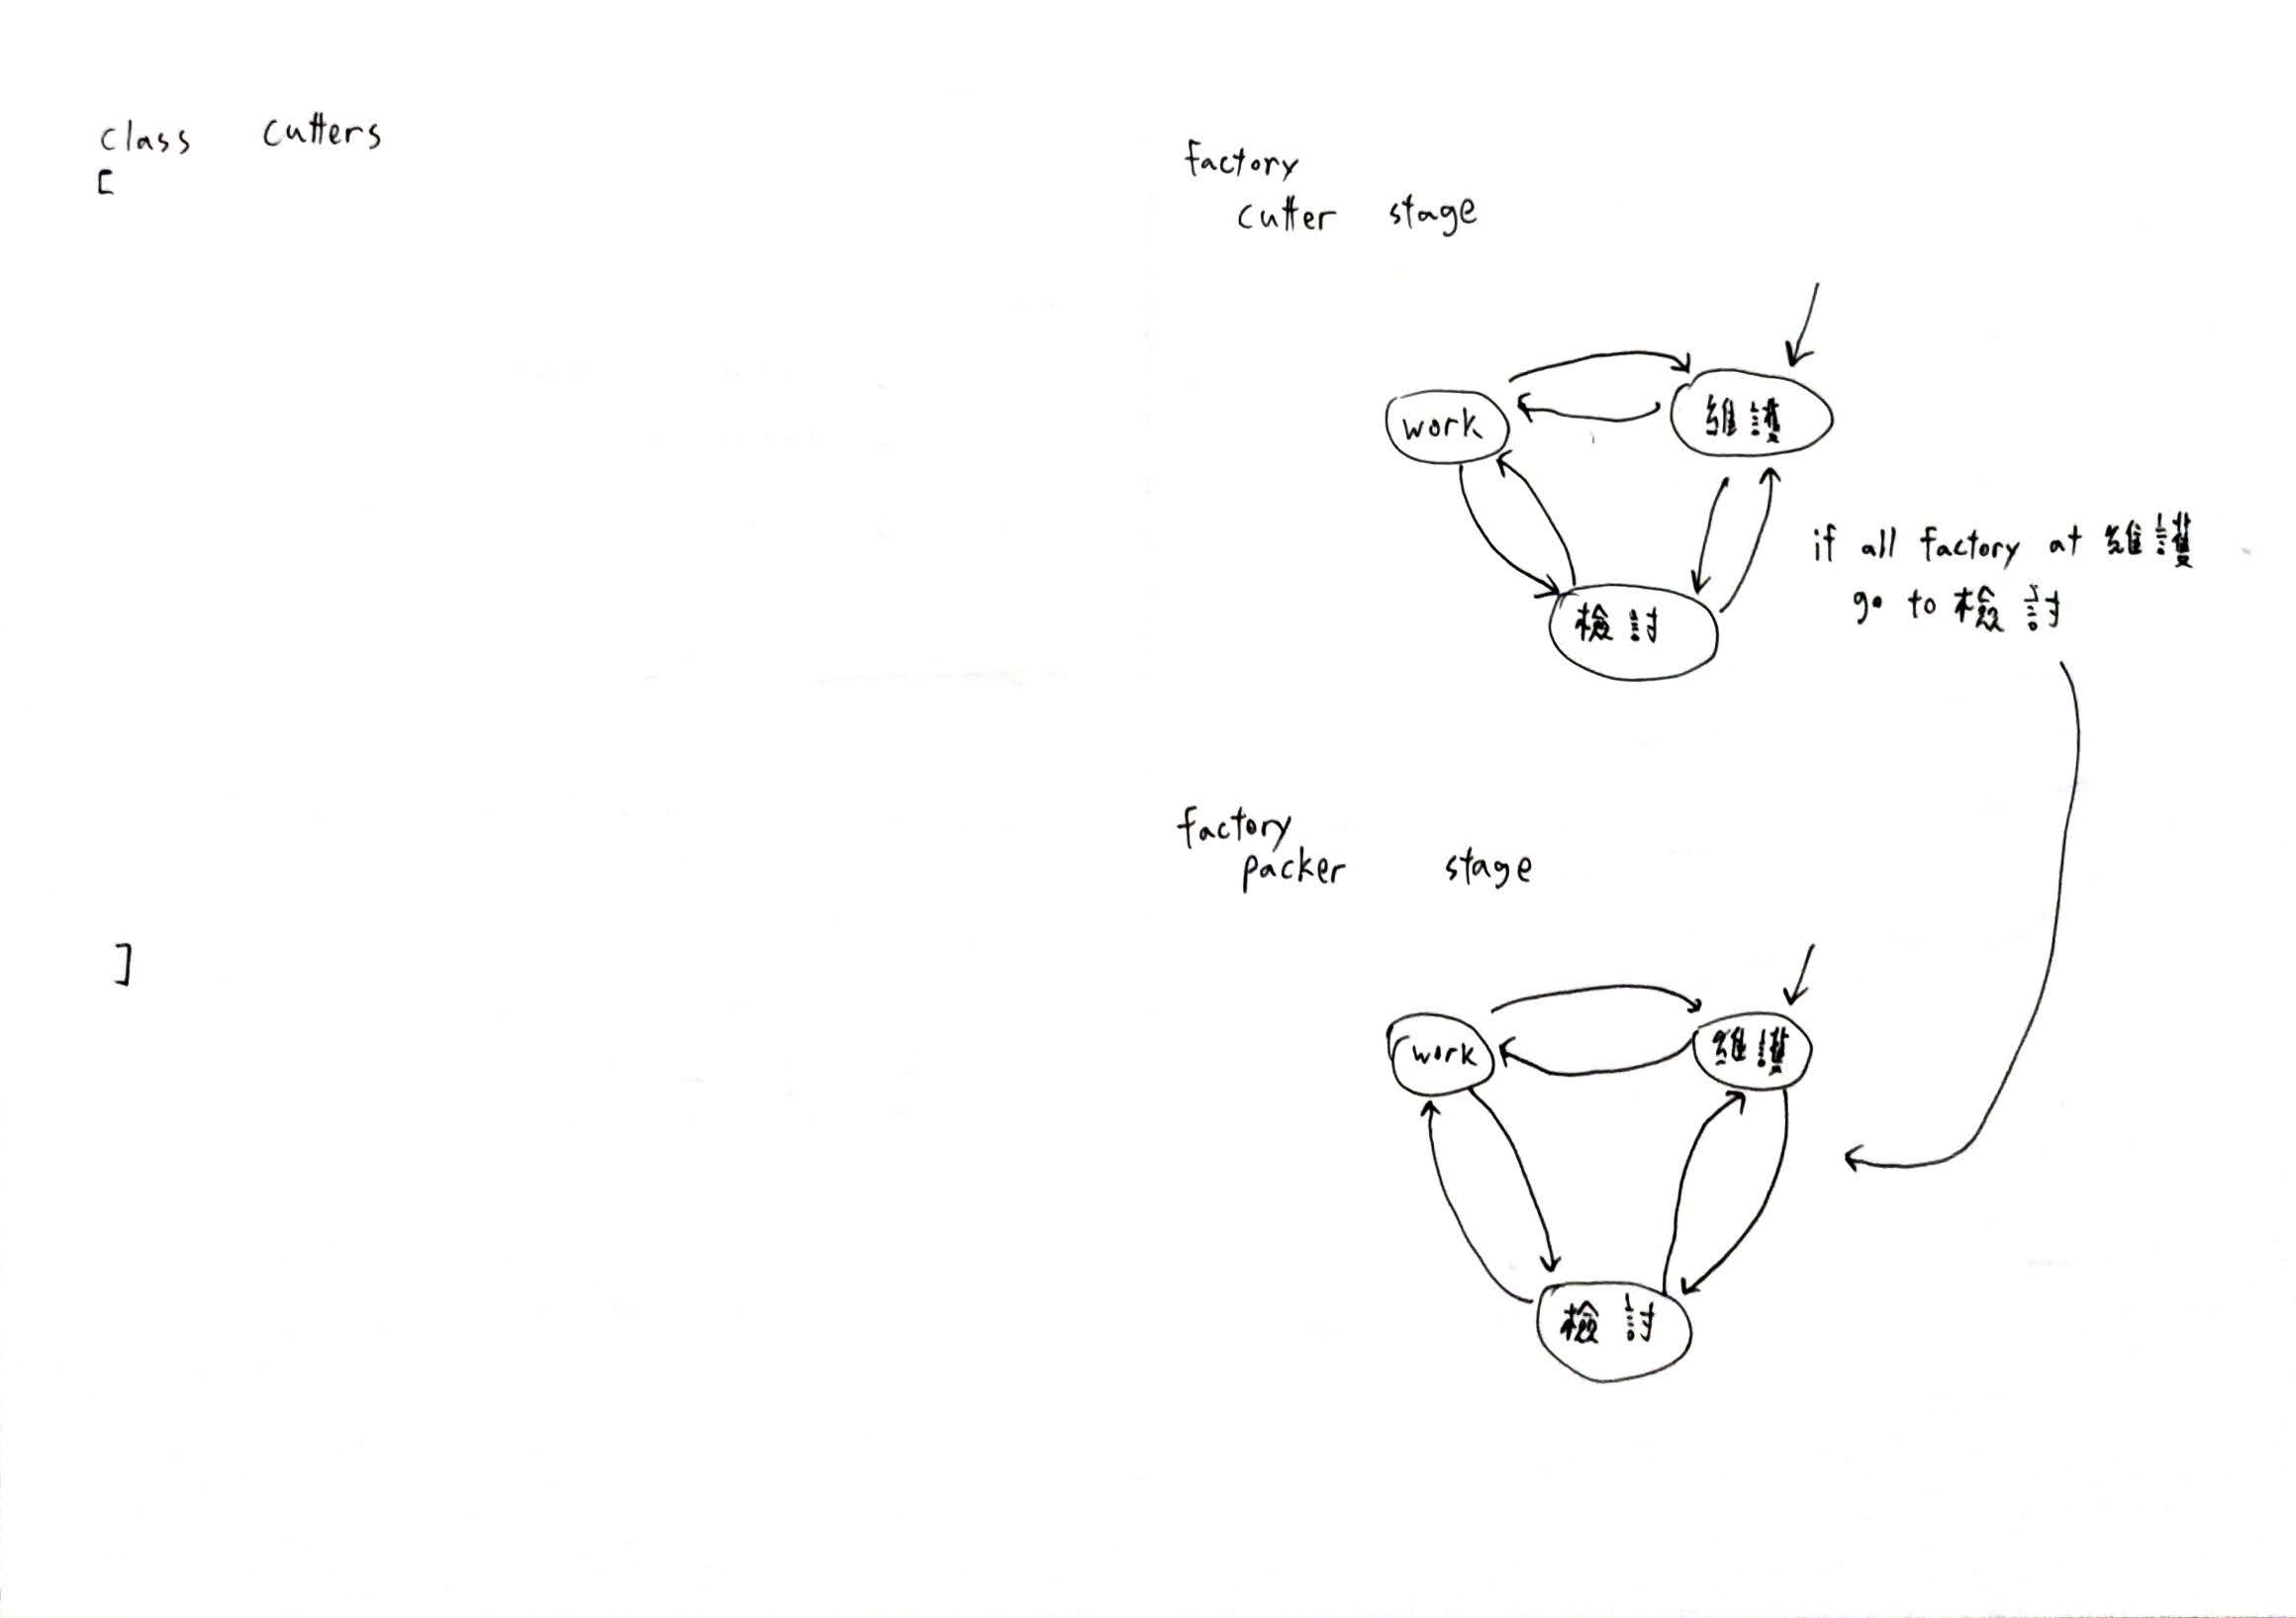 class cutters
[
]
factory
cutter stage
work
維護
檢討
if all factory at 維護
go to 檢討
factory
packer stage
work
維護
檢討